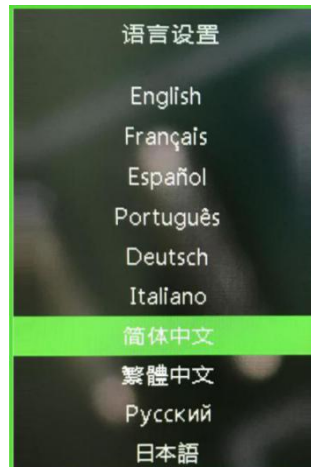 语言设置
English
Français
Español
Português
Deutsch
Italiano
简体中文
繁體中文
Русский
日本語